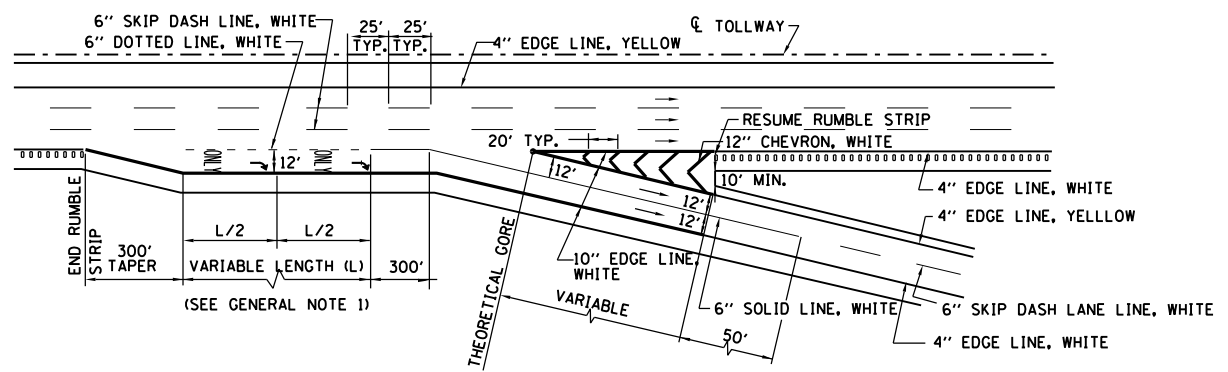 6" SKIP DASH LINE, WHITE
6" DOTTED LINE, WHITE
25'
TYP.
25'
TYP.
4" EDGE LINE, YELLOW
℄ TOLLWAY
RESUME RUMBLE STRIP
12" CHEVRON, WHITE
20' TYP.
ONLY
12'
ONLY
12'
10' MIN.
4" EDGE LINE, WHITE
4" EDGE LINE, YELLLOW
12'
12'
END RUMBLE
STRIP
300'
TAPER
L/2
L/2
VARIABLE LENGTH (L)
300'
(SEE GENERAL NOTE 1)
THEORETICAL GORE
10" EDGE LINE,
WHITE
VARIABLE
6" SOLID LINE, WHITE
50'
6" SKIP DASH LANE LINE, WHITE
4" EDGE LINE, WHITE